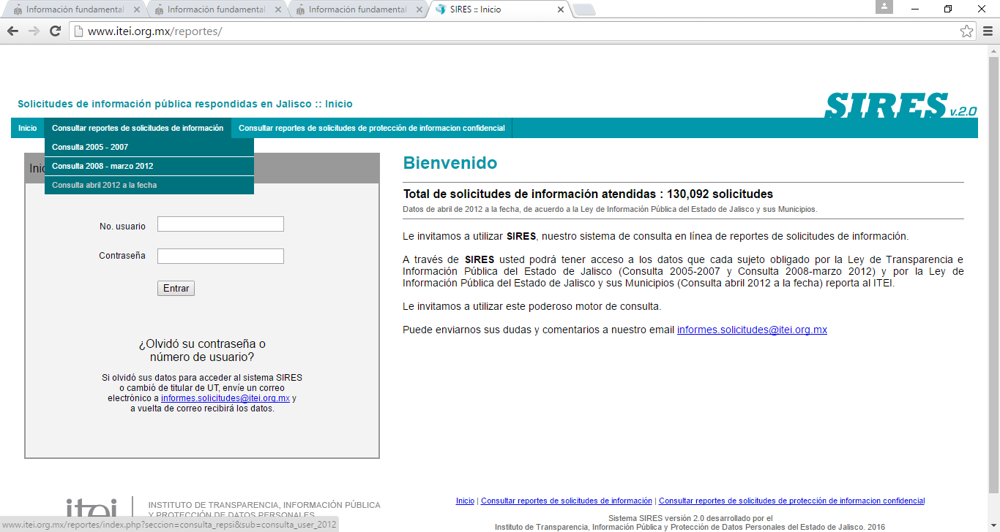 Información fundamental
Información fundamental
Información fundamental
SIRES :: Inicio
www.itei.org.mx/reportes/
Solicitudes de información pública respondidas en Jalisco :: Inicio
SIRES v.2.0
Inicio
Consultar reportes de solicitudes de información
Consultar reportes de solicitudes de protección de informacion confidencial
Consulta 2005 - 2007
Consulta 2008 - marzo 2012
Consulta abril 2012 a la fecha
No. usuario
Contraseña
Entrar
¿Olvidó su contraseña o
número de usuario?
Si olvidó sus datos para acceder al sistema SIRES
o cambió de titular de UT, envíe un correo
electrónico a informes.solicitudes@itei.org.mx y
a vuelta de correo recibirá los datos.
Bienvenido
Total de solicitudes de información atendidas : 130,092 solicitudes
Datos de abril de 2012 a la fecha, de acuerdo a la Ley de Información Pública del Estado de Jalisco y sus Municipios.
Le invitamos a utilizar SIRES, nuestro sistema de consulta en línea de reportes de solicitudes de información.
A través de SIRES usted podrá tener acceso a los datos que cada sujeto obligado por la Ley de Transparencia e
Información Pública del Estado de Jalisco (Consulta 2005-2007 y Consulta 2008-marzo 2012) y por la Ley de
Información Pública del Estado de Jalisco y sus Municipios (Consulta abril 2012 a la fecha) reporta al ITEI.
Le invitamos a utilizar este poderoso motor de consulta.
Puede enviarnos sus dudas y comentarios a nuestro email informes.solicitudes@itei.org.mx
itei
INSTITUTO DE TRANSPARENCIA, INFORMACIÓN PÚBLICA
Y PROTECCIÓN DE DATOS PERSONALES
Inicio | Consultar reportes de solicitudes de información | Consultar reportes de solicitudes de protección de informacion confidencial
Sistema SIRES versión 2.0 desarrollado por el
Instituto de Transparencia, Información Pública y Protección de Datos Personales del Estado de Jalisco. 2016
www.itei.org.mx/reportes/index.php?seccion=consulta_repsi&sub=consulta_user_2012